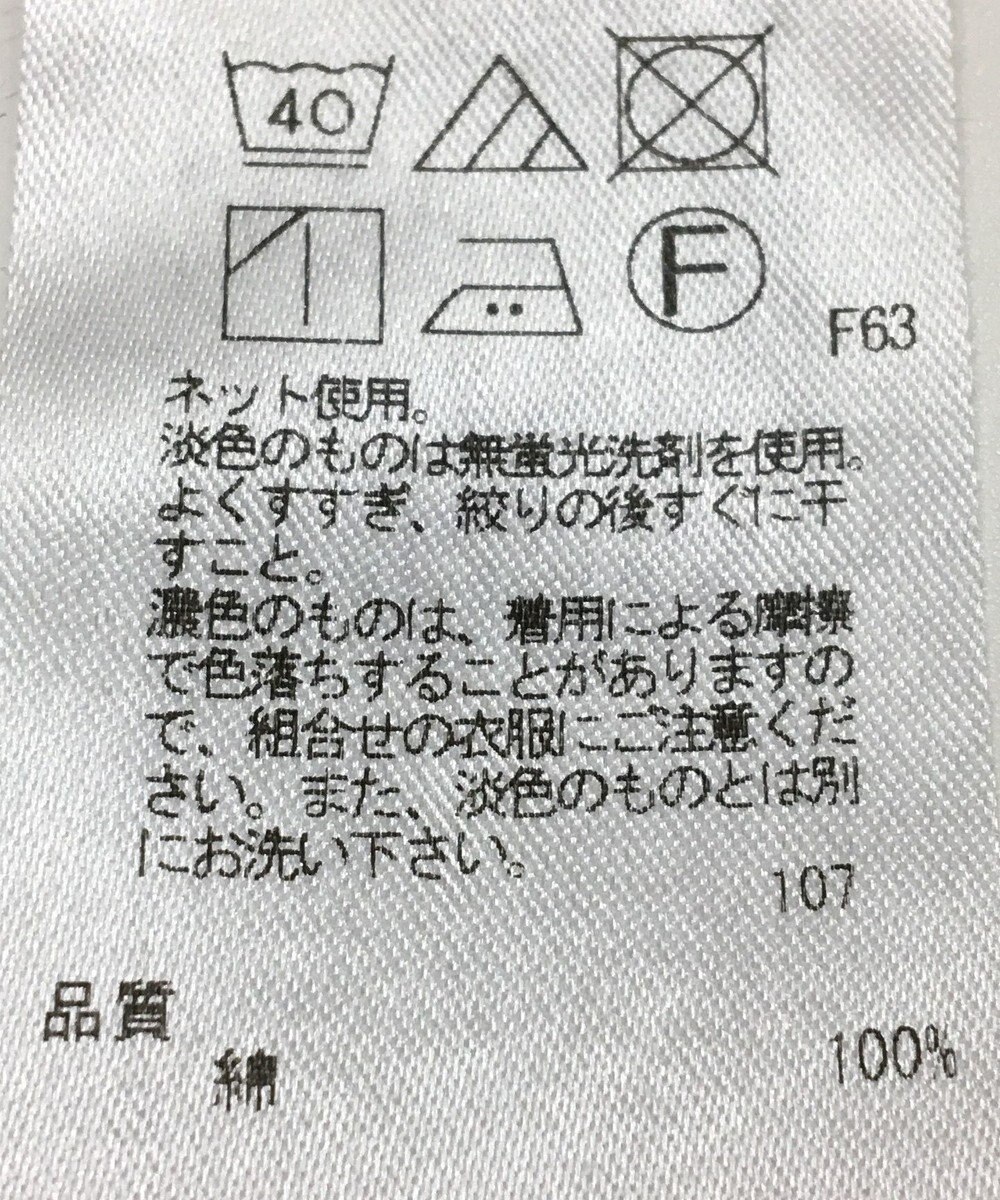 40
F
F63
ネット使用。
淡色のものは無蛍光洗剤を使用。
よくすすぎ、絞りの後すぐに干
すこと。
濃色のものは、着用による摩擦
で色落ちすることがありますの
で、組合せの衣服にご注意くだ
さい。また、淡色のものとは別
にお洗い下さい。
107
品質
綿 100%